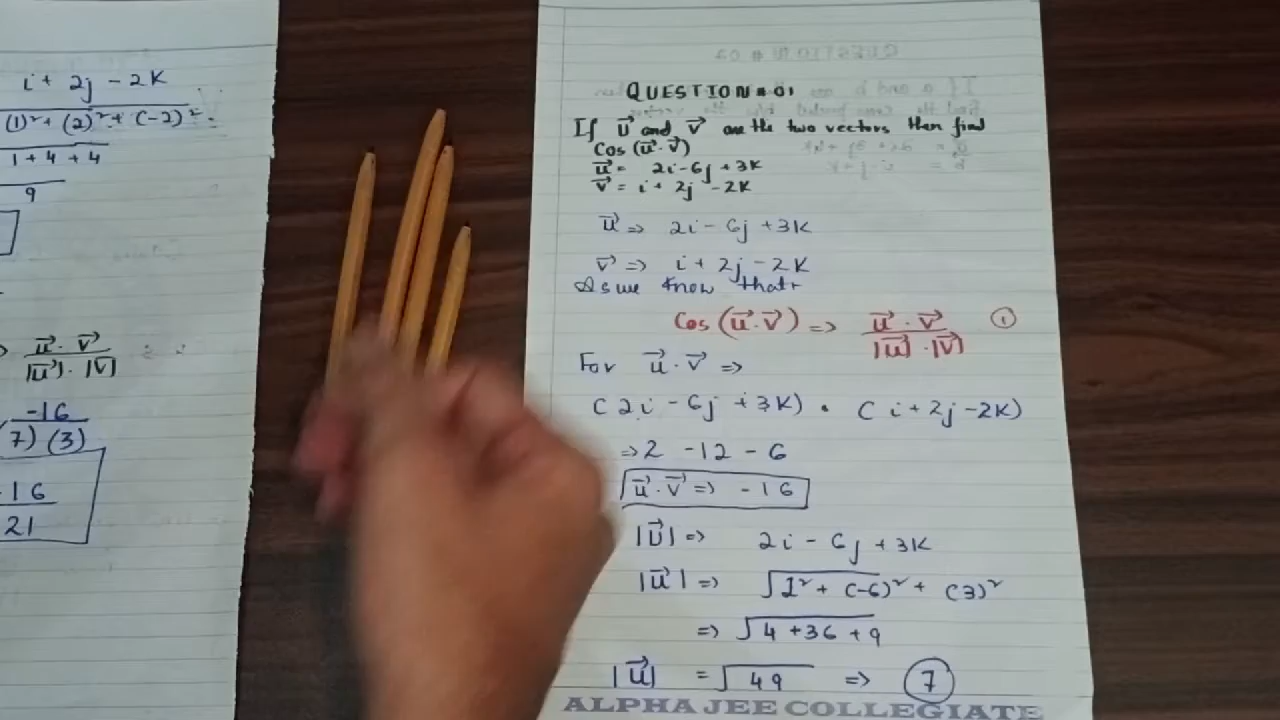 i + 2j - 2K
(1)² + (2)² + (-2)²
1 + 4 + 4
9
u⃗ . v⃗
|u⃗| . |v⃗|
-16
7) (3)
-16
21
QUESTION # 01
If u⃗ and v⃗ are the two vectors then find
Cos (u⃗ . v⃗)
u⃗ = 2i - 6j + 3K
v⃗ = i + 2j - 2K
u⃗ => 2i - 6j + 3K
v⃗ => i + 2j - 2K
As we know that
Cos (u⃗ . v⃗) => u⃗ . v⃗ / |u⃗| . |v⃗| ①
For u⃗ . v⃗ =>
(2i - 6j + 3K) . (i + 2j - 2K)
=> 2 - 12 - 6
u⃗ . v⃗ => -16
|u⃗| => 2i - 6j + 3K
|u⃗| => √2² + (-6)² + (3)²
=> √4 + 36 + 9
|u⃗| = √49 => 7
ALPHA JEE COLLEGIATE